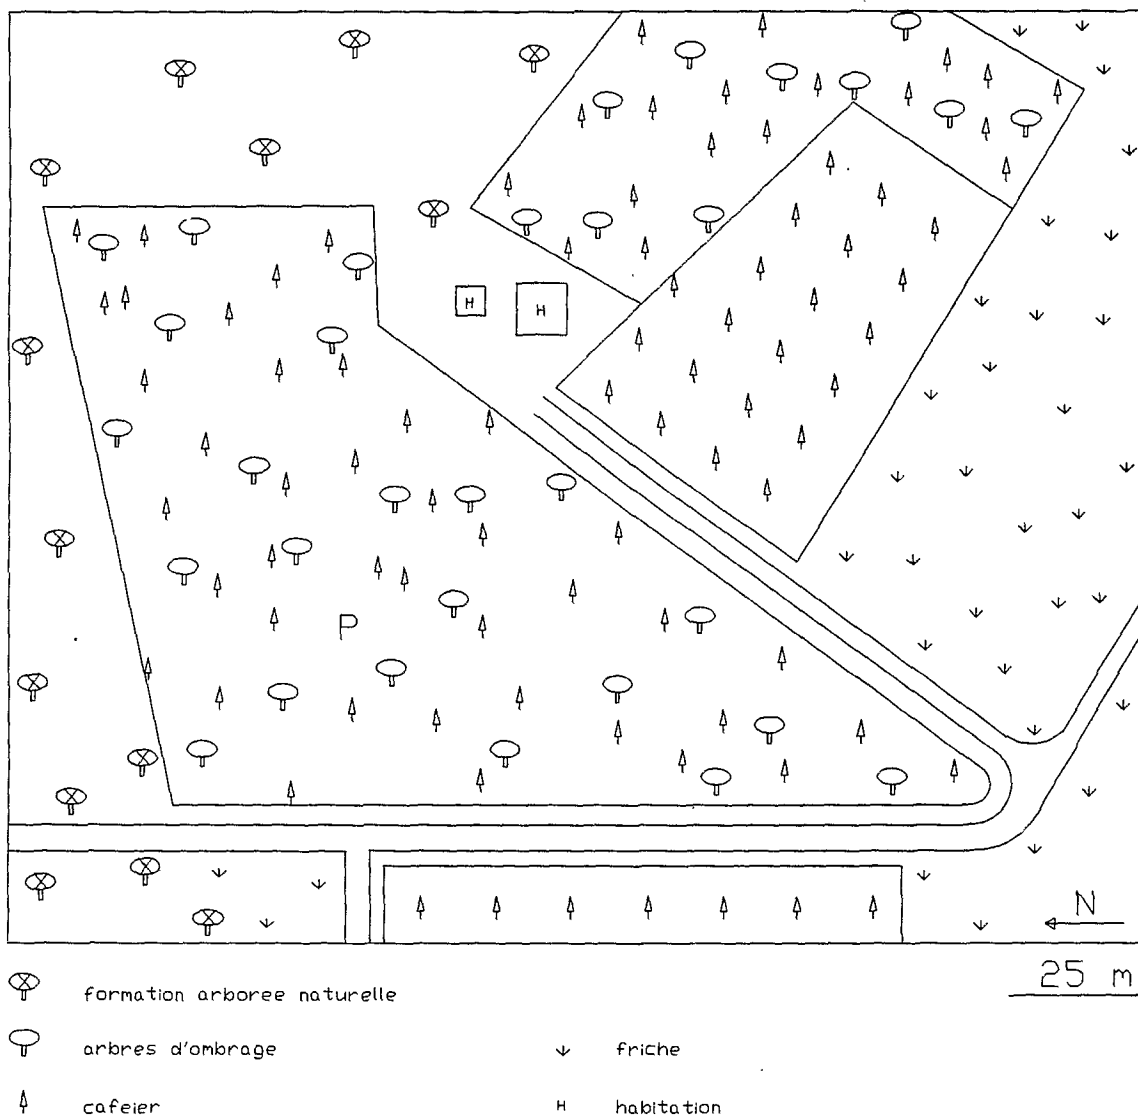 H
H
P
N
25 m
formation arboree naturelle
arbres d'ombrage
friche
cafeier
H habitation